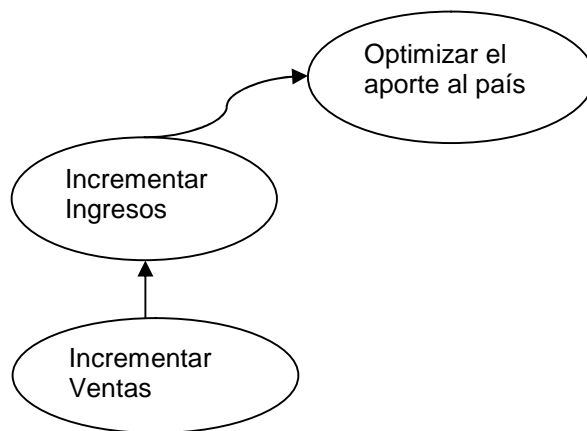 Optimizar el
aporte al país
Incrementar
Ingresos
Incrementar
Ventas